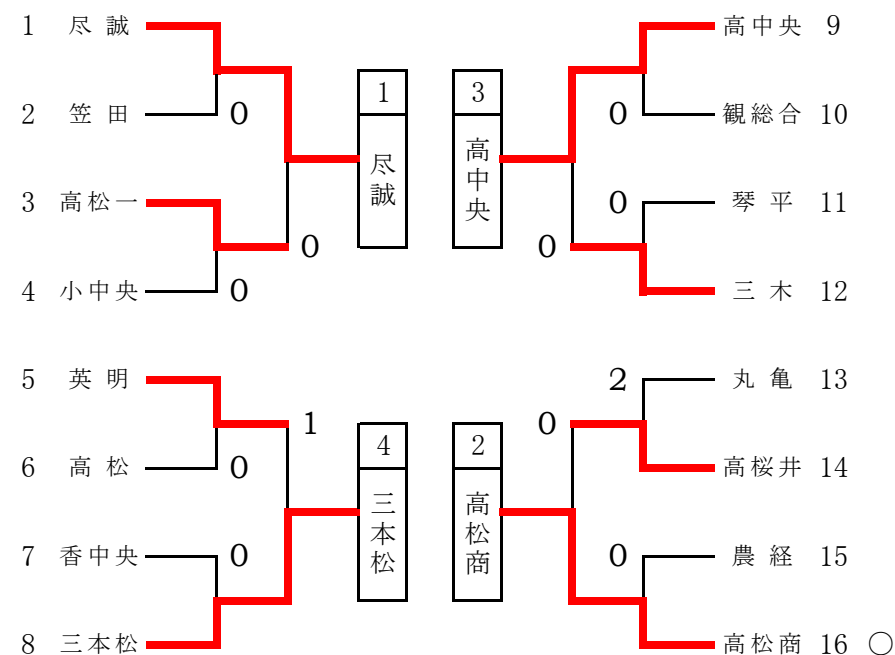 1 尽誠
2 笠田
0
3 高松一
4 小中央
0
0
1
尽誠
5 英明
6 高松
0
7 香中央
0
8 三本松
1
4
三本松
3
高中央
高中央 9
0 観総合 10
0 琴平 11
0
三木 12
2
高松商
2 丸亀 13
0
高桜井 14
0 農経 15
高松商 16 ○